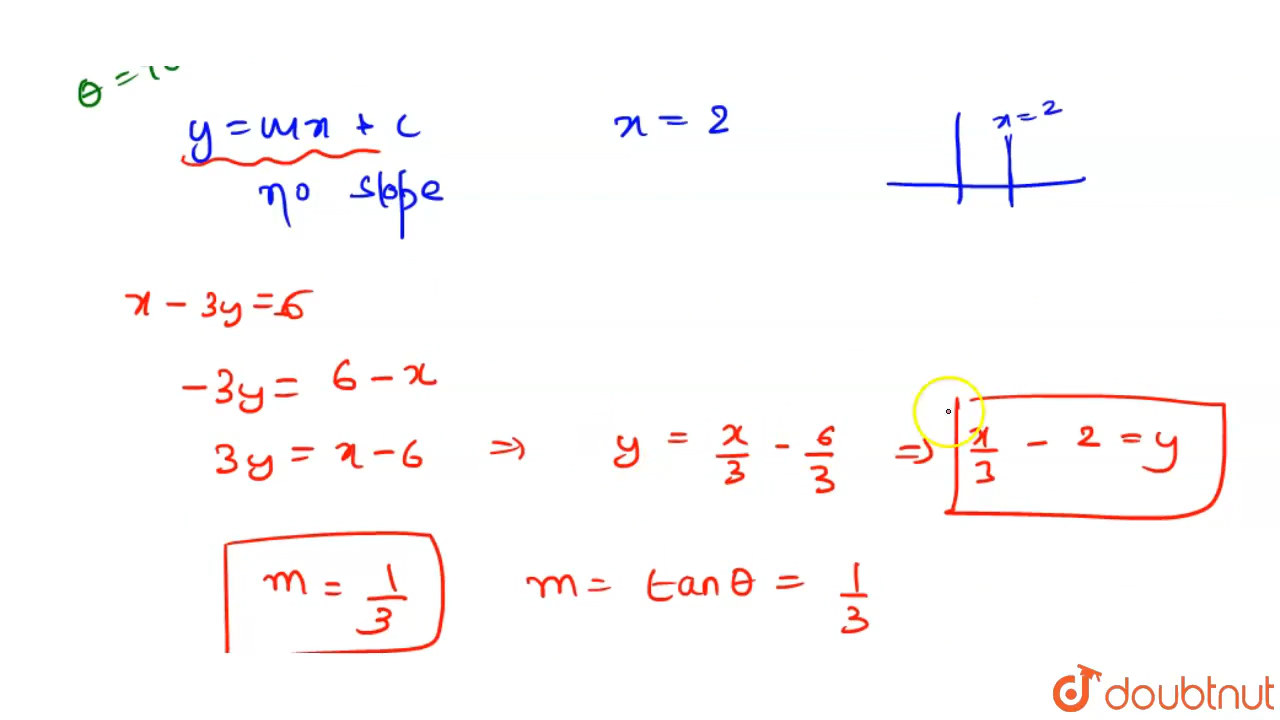 θ =
y = mx + c
x = 2
x = 2
no slope
x - 3y = 6
-3y = 6 - x
3y = x - 6 ⇒ y = x/3 - 6/3 ⇒ x/3 - 2 = y
m = 1/3
m = tanθ = 1/3
doubtnut